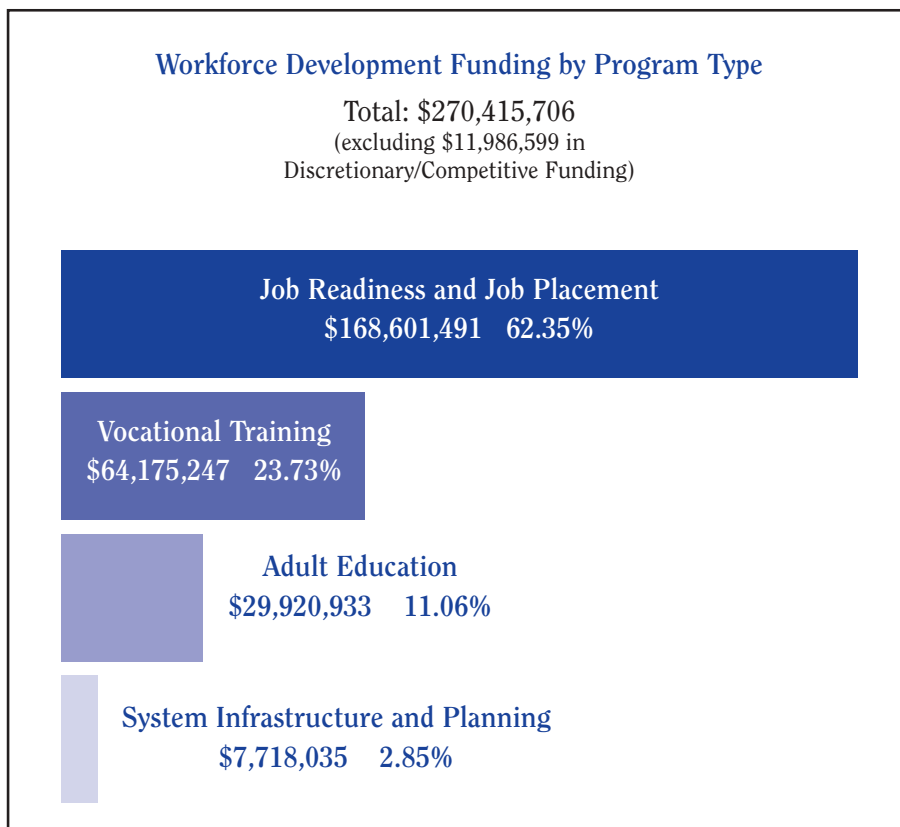 Workforce Development Funding by Program Type
Total: $270,415,706
(excluding $11,986,599 in
Discretionary/Competitive Funding)
Job Readiness and Job Placement
$168,601,491 62.35%
Vocational Training
$64,175,247 23.73%
Adult Education
$29,920,933 11.06%
System Infrastructure and Planning
$7,718,035 2.85%